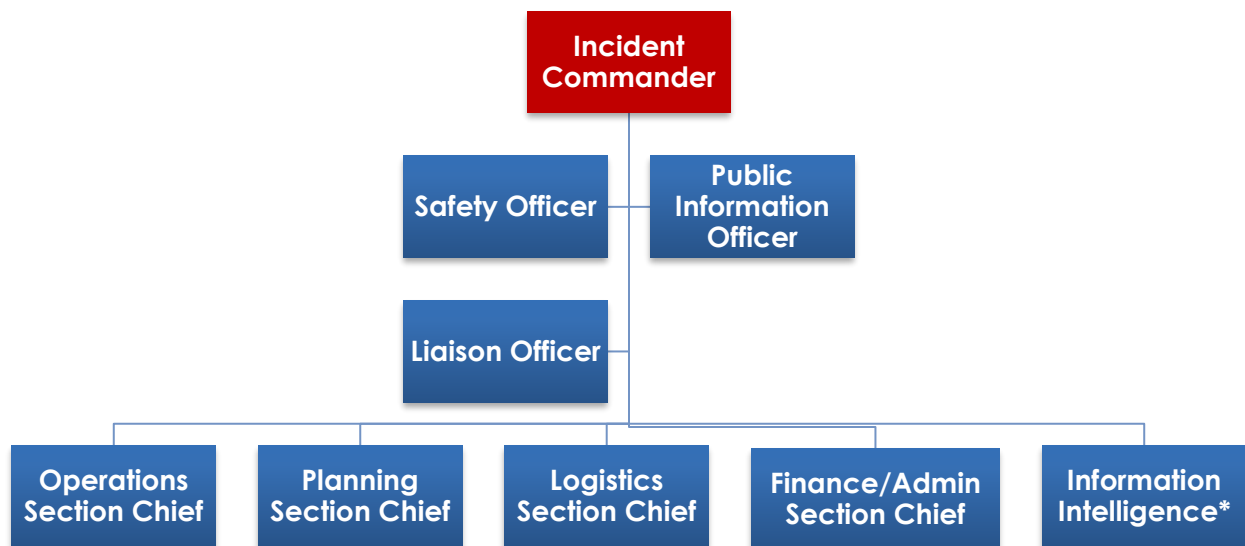 Incident
Commander
Safety Officer
Public
Information
Officer
Liaison Officer
Operations
Section Chief
Planning
Section Chief
Logistics
Section Chief
Finance/Admin
Section Chief
Information
Intelligence*